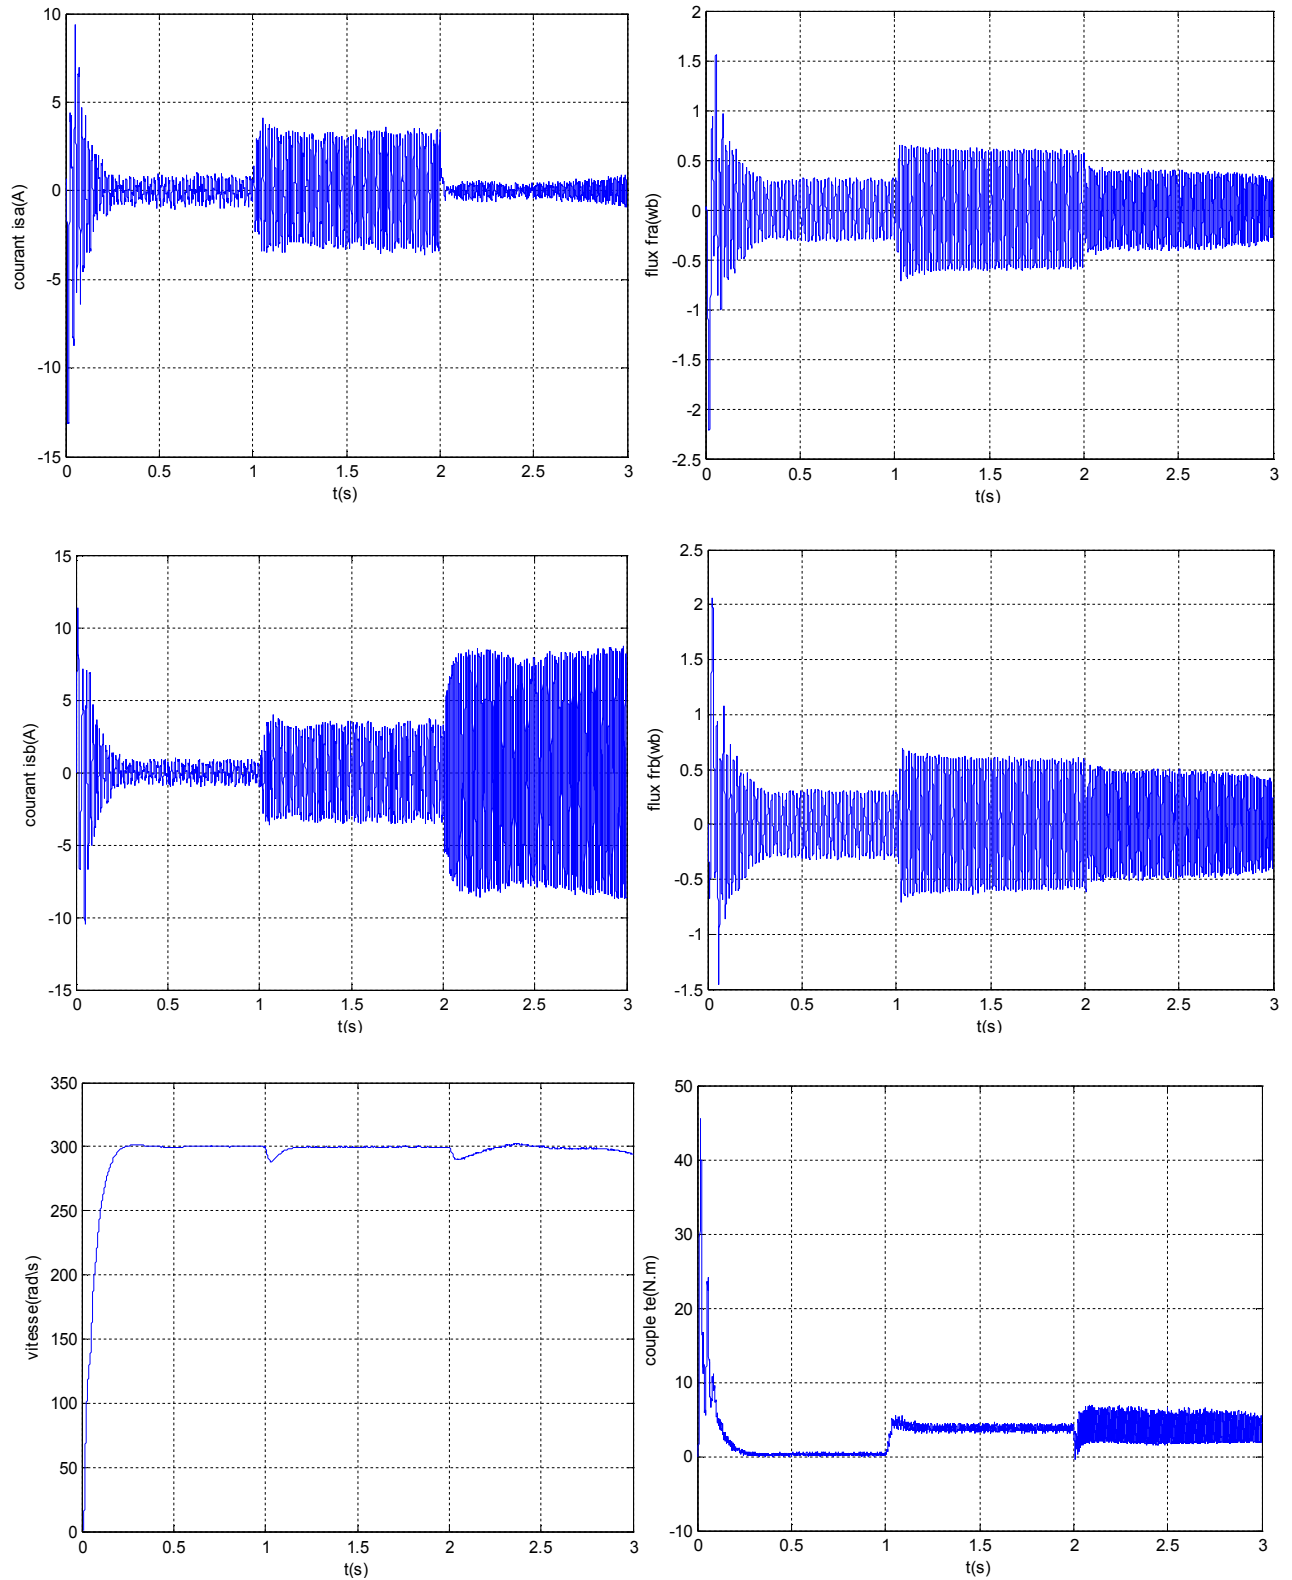 10
5
0
-5
-10
-15
courant isa(A)
0 0.5 1 1.5 2 2.5 3
t(s)
2
1.5
1
0.5
0
-0.5
-1
-1.5
-2
-2.5
flux fra(wb)
0 0.5 1 1.5 2 2.5 3
t(s)
15
10
5
0
-5
-10
-15
courant isb(A)
0 0.5 1 1.5 2 2.5 3
t(s)
2.5
2
1.5
1
0.5
0
-0.5
-1
-1.5
flux frb(wb)
0 0.5 1 1.5 2 2.5 3
t(s)
350
300
250
200
150
100
50
0
vitesse(rad\s)
0 0.5 1 1.5 2 2.5 3
t(s)
50
40
30
20
10
0
-10
couple te(N.m)
0 0.5 1 1.5 2 2.5 3
t(s)